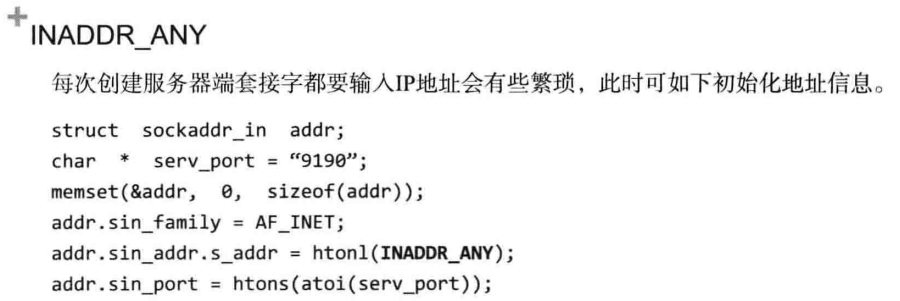 INADDR_ANY
每次创建服务器端套接字都要输入IP地址会有些繁琐，此时可如下初始化地址信息。
struct sockaddr_in addr;
char * serv_port = “9190”;
memset(&addr, 0, sizeof(addr));
addr.sin_family = AF_INET;
addr.sin_addr.s_addr = htonl(INADDR_ANY);
addr.sin_port = htons(atoi(serv_port));